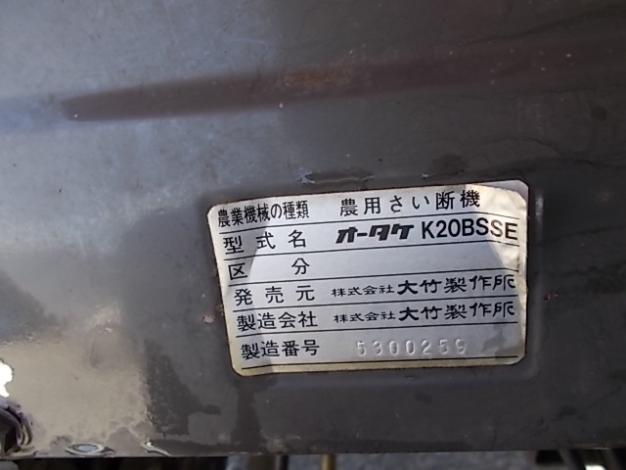 農業機械の種類 農用さい断機
型式名 オータケ K20BSSE
区分
発売元 株式会社 大竹製作所
製造会社 株式会社 大竹製作所
製造番号 5300259